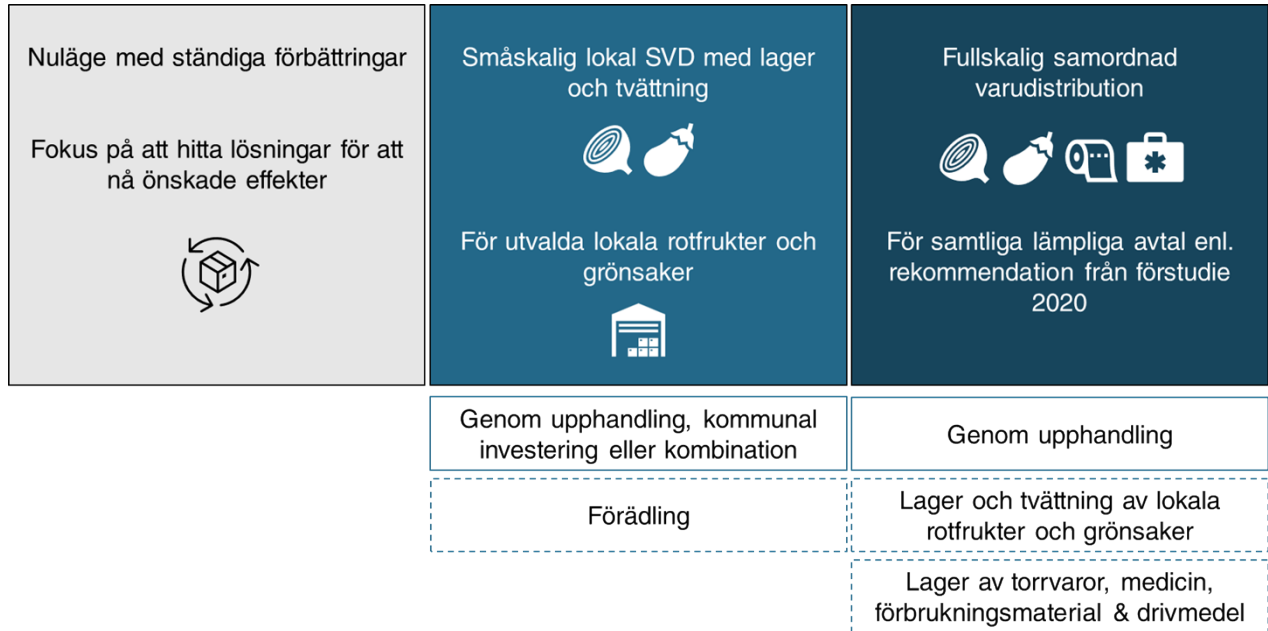 Nuläge med ständiga förbättringar
Fokus på att hitta lösningar för att
nå önskade effekter
Småskalig lokal SVD med lager
och tvättning
För utvalda lokala rotfrukter och
grönsaker
Genom upphandling, kommunal
investering eller kombination
Förädling
Fullskalig samordnad
varudistribution
För samtliga lämpliga avtal enl.
rekommendation från förstudie
2020
Genom upphandling
Lager och tvättning av lokala
rotfrukter och grönsaker
Lager av torrvaror, medicin,
förbrukningsmaterial & drivmedel